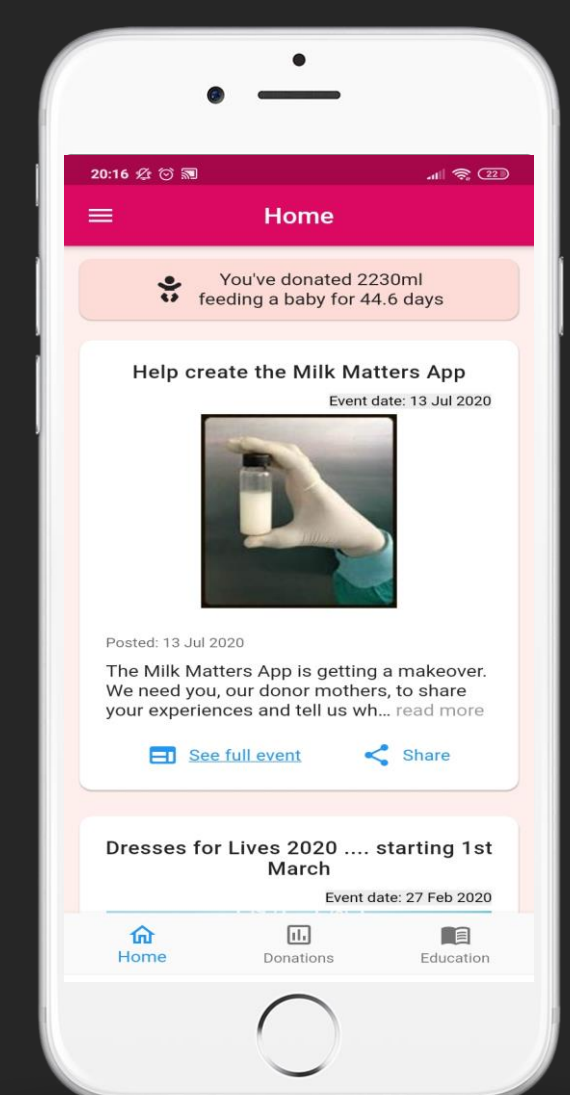 20:16
22
Home
You've donated 2230ml
feeding a baby for 44.6 days
Help create the Milk Matters App
Event date: 13 Jul 2020
Posted: 13 Jul 2020
The Milk Matters App is getting a makeover.
We need you, our donor mothers, to share
your experiences and tell us wh... read more
See full event
Share
Dresses for Lives 2020 .... starting 1st
March
Event date: 27 Feb 2020
Home
Donations
Education